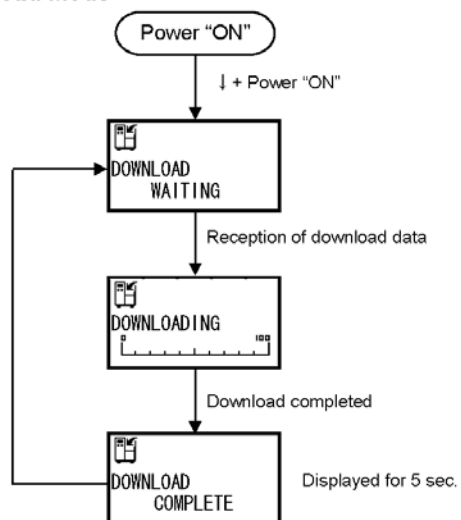 Power “ON”
↓ + Power “ON”
DOWNLOAD
WAITING
Reception of download data
DOWNLOADING
0 100
Download completed
DOWNLOAD
COMPLETE
Displayed for 5 sec.